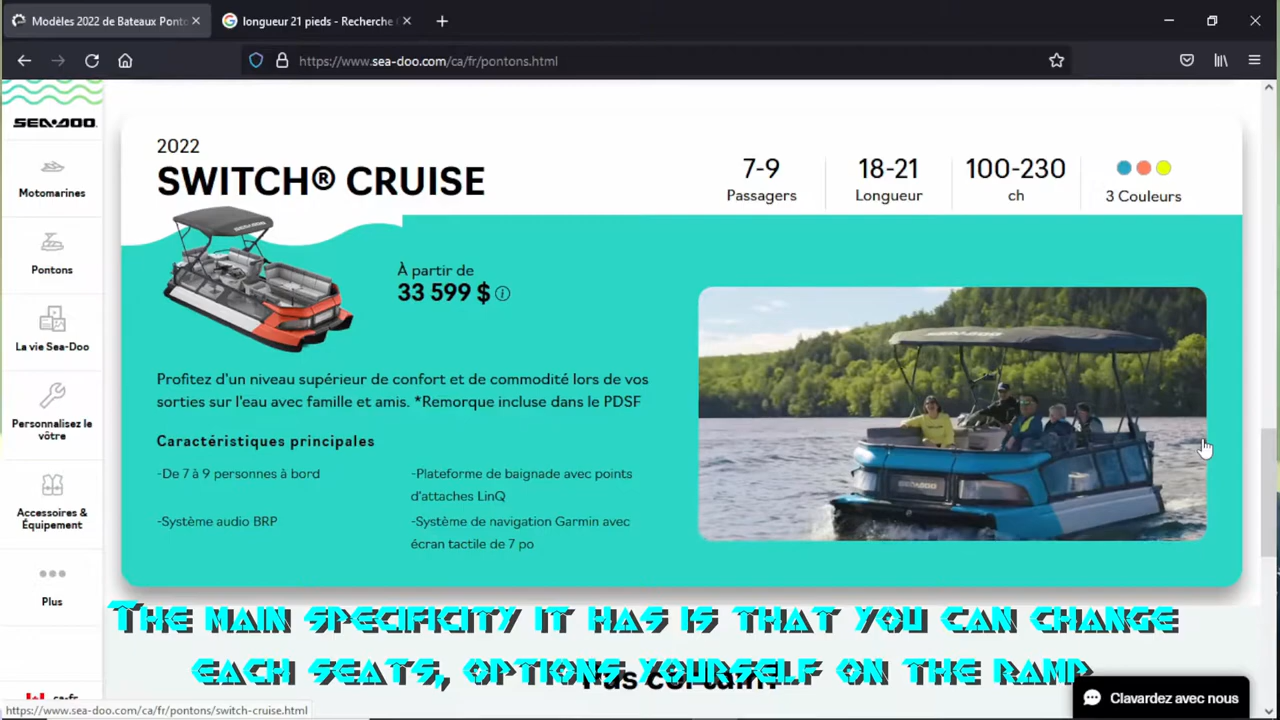 Modèles 2022 de Bateaux Ponto
longueur 21 pieds - Recherche G
https://www.sea-doo.com/ca/fr/pontons.html
SEA-DOO
Motomarines
Pontons
La vie Sea-Doo
Personnalisez le
vôtre
Accessoires &
Équipement
Plus
ca-fr
2022
SWITCH® CRUISE
7-9
Passagers
18-21
Longueur
100-230
ch
3 Couleurs
À partir de
33 599 $
Profitez d'un niveau supérieur de confort et de commodité lors de vos
sorties sur l'eau avec famille et amis. *Remorque incluse dans le PDSF
Caractéristiques principales
-De 7 à 9 personnes à bord
-Système audio BRP
-Plateforme de baignade avec points
d'attaches LinQ
-Système de navigation Garmin avec
écran tactile de 7 po
The main specificity it has is that you can change
each seats, options yourself on the ramp
Clavardez avec nous
https://www.sea-doo.com/ca/fr/pontons/switch-cruise.html